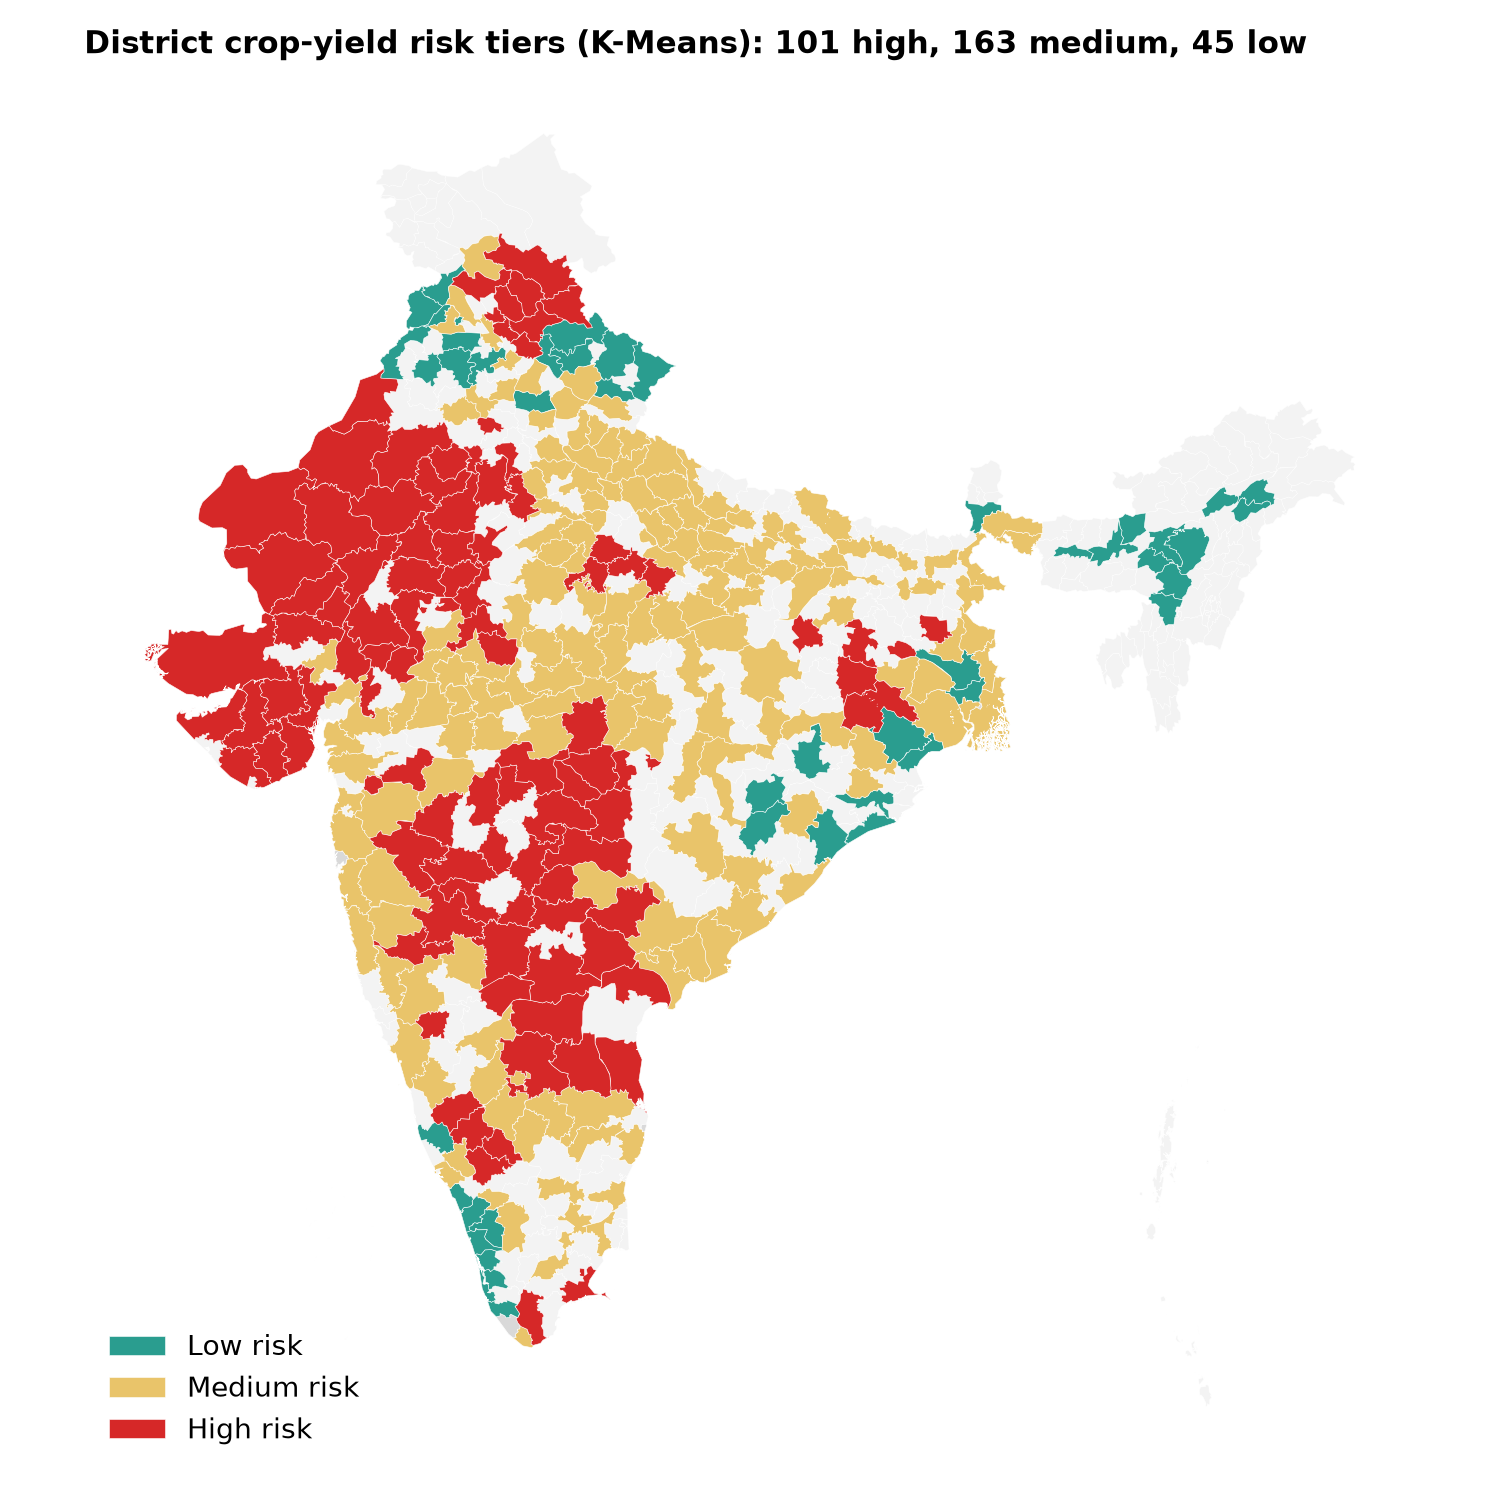 District crop-yield risk tiers (K-Means): 101 high, 163 medium, 45 low
Low risk
Medium risk
High risk